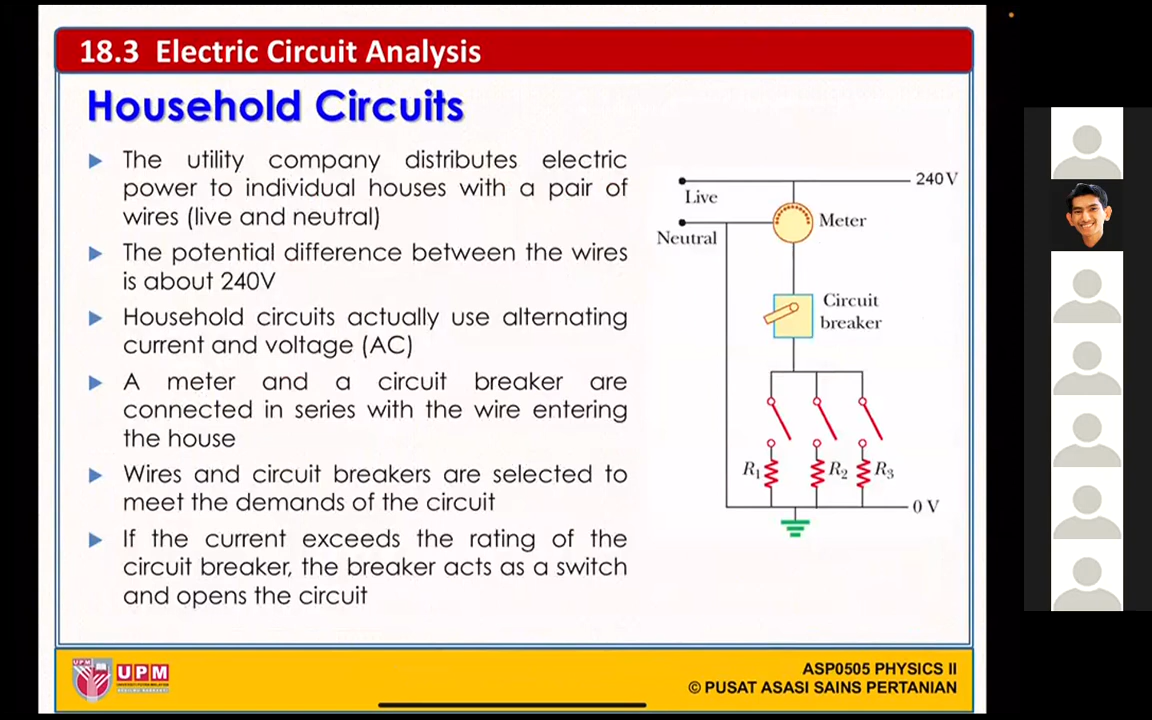 18.3 Electric Circuit Analysis
Household Circuits
The utility company distributes electric
power to individual houses with a pair of
wires (live and neutral)
The potential difference between the wires
is about 240V
Household circuits actually use alternating
current and voltage (AC)
A meter and a circuit breaker are
connected in series with the wire entering
the house
Wires and circuit breakers are selected to
meet the demands of the circuit
If the current exceeds the rating of the
circuit breaker, the breaker acts as a switch
and opens the circuit
240 V
Live
Meter
Neutral
Circuit
breaker
R1
R2
R3
0 V
UPM
UPM
ASP0505 PHYSICS II
© PUSAT ASASI SAINS PERTANIAN